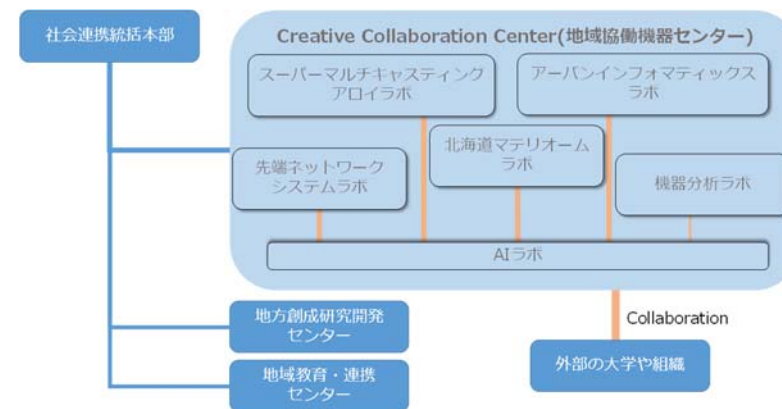 社会連携統括本部
Creative Collaboration Center(地域協働機器センター)
スーパーマルチキャスティング
アロイラボ
アーバンインフォマティックス
ラボ
北海道マテリオーム
ラボ
先端ネットワーク
システムラボ
機器分析ラボ
AIラボ
地方創成研究開発
センター
Collaboration
地域教育・連携
センター
外部の大学や組織